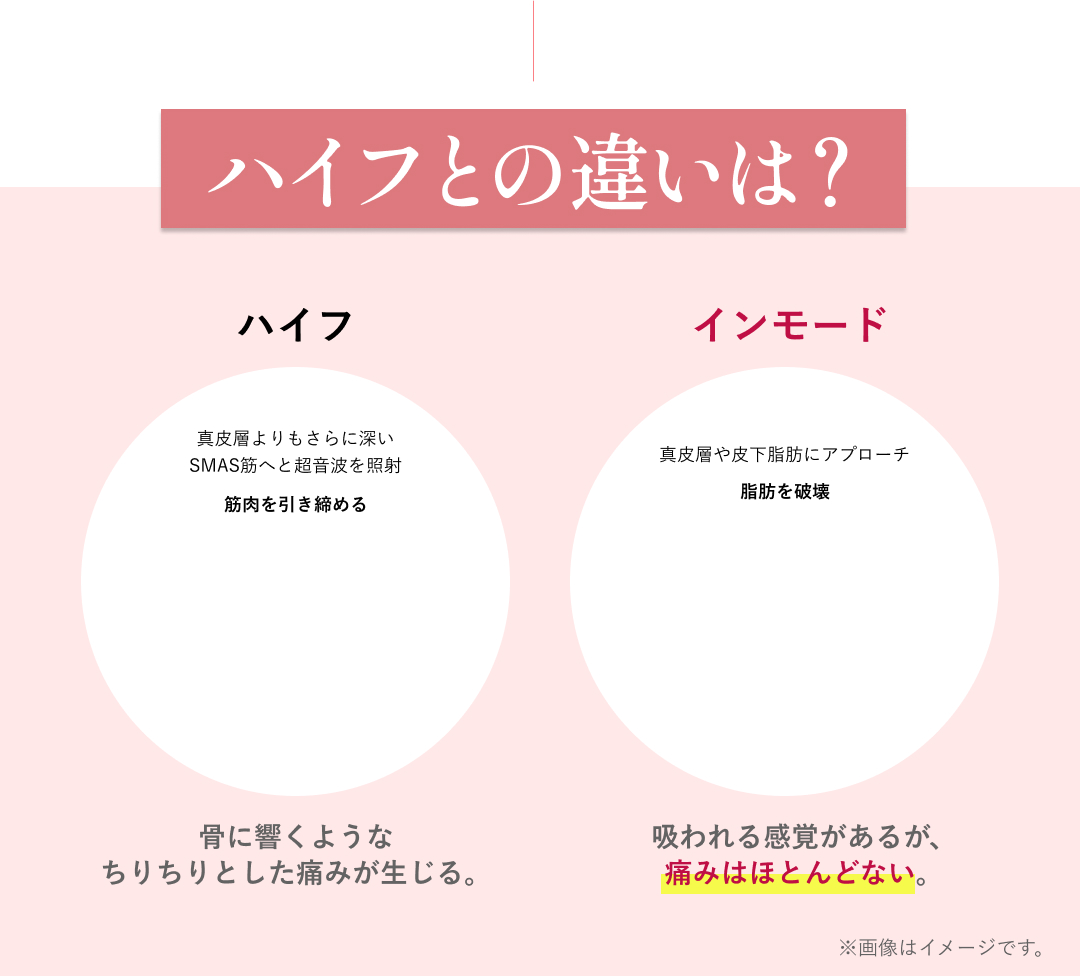 ハイフとの違いは？
ハイフ
真皮層よりもさらに深い
SMAS筋へと超音波を照射
筋肉を引き締める
骨に響くような
ちりちりとした痛みが生じる。
インモード
真皮層や皮下脂肪にアプローチ
脂肪を破壊
吸われる感覚があるが、
痛みはほとんどない。
※画像はイメージです。